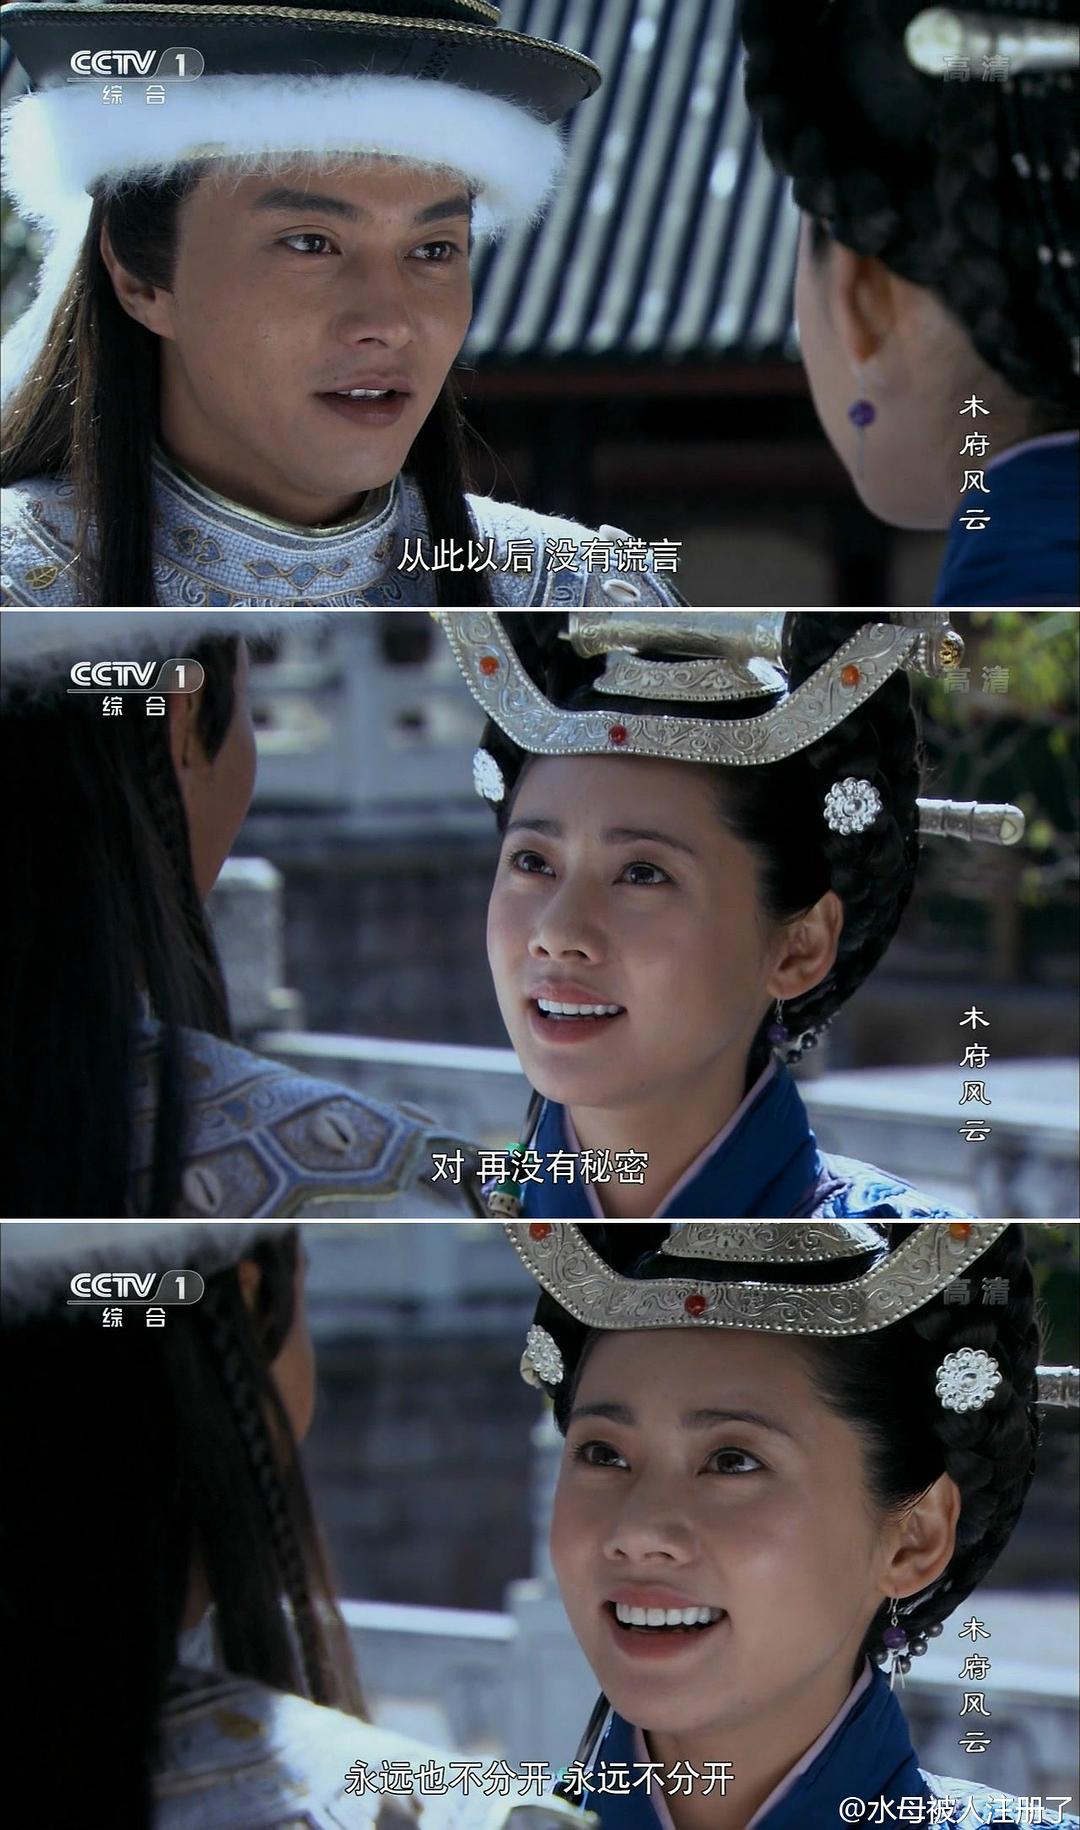 CCTV 1
综合
高清
木府风云
从此以后 没有谎言
CCTV 1
综合
高清
木府风云
对 再没有秘密
CCTV 1
综合
高清
木府风云
永远也不分开 永远不分开
@水母被人注册了